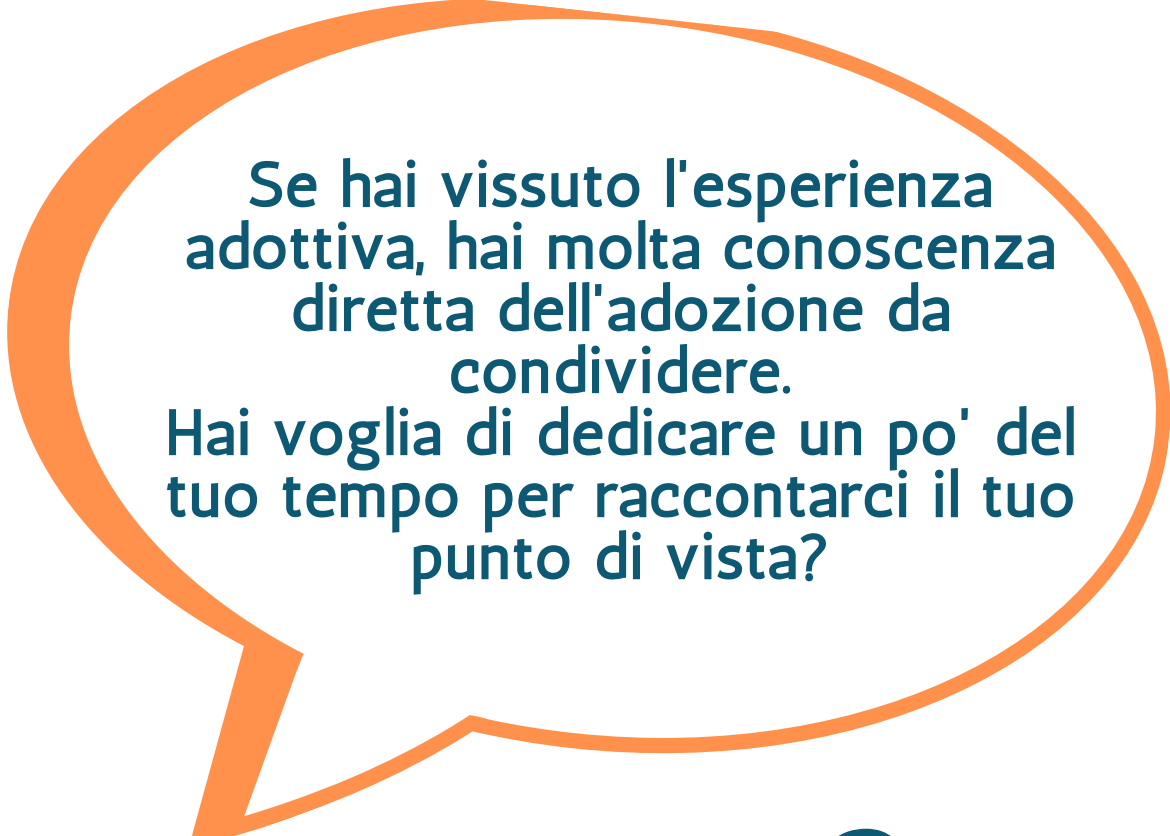 Se hai vissuto l'esperienza
adottiva, hai molta conoscenza
diretta dell'adozione da
condividere.
Hai voglia di dedicare un po' del
tuo tempo per raccontarci il tuo
punto di vista?